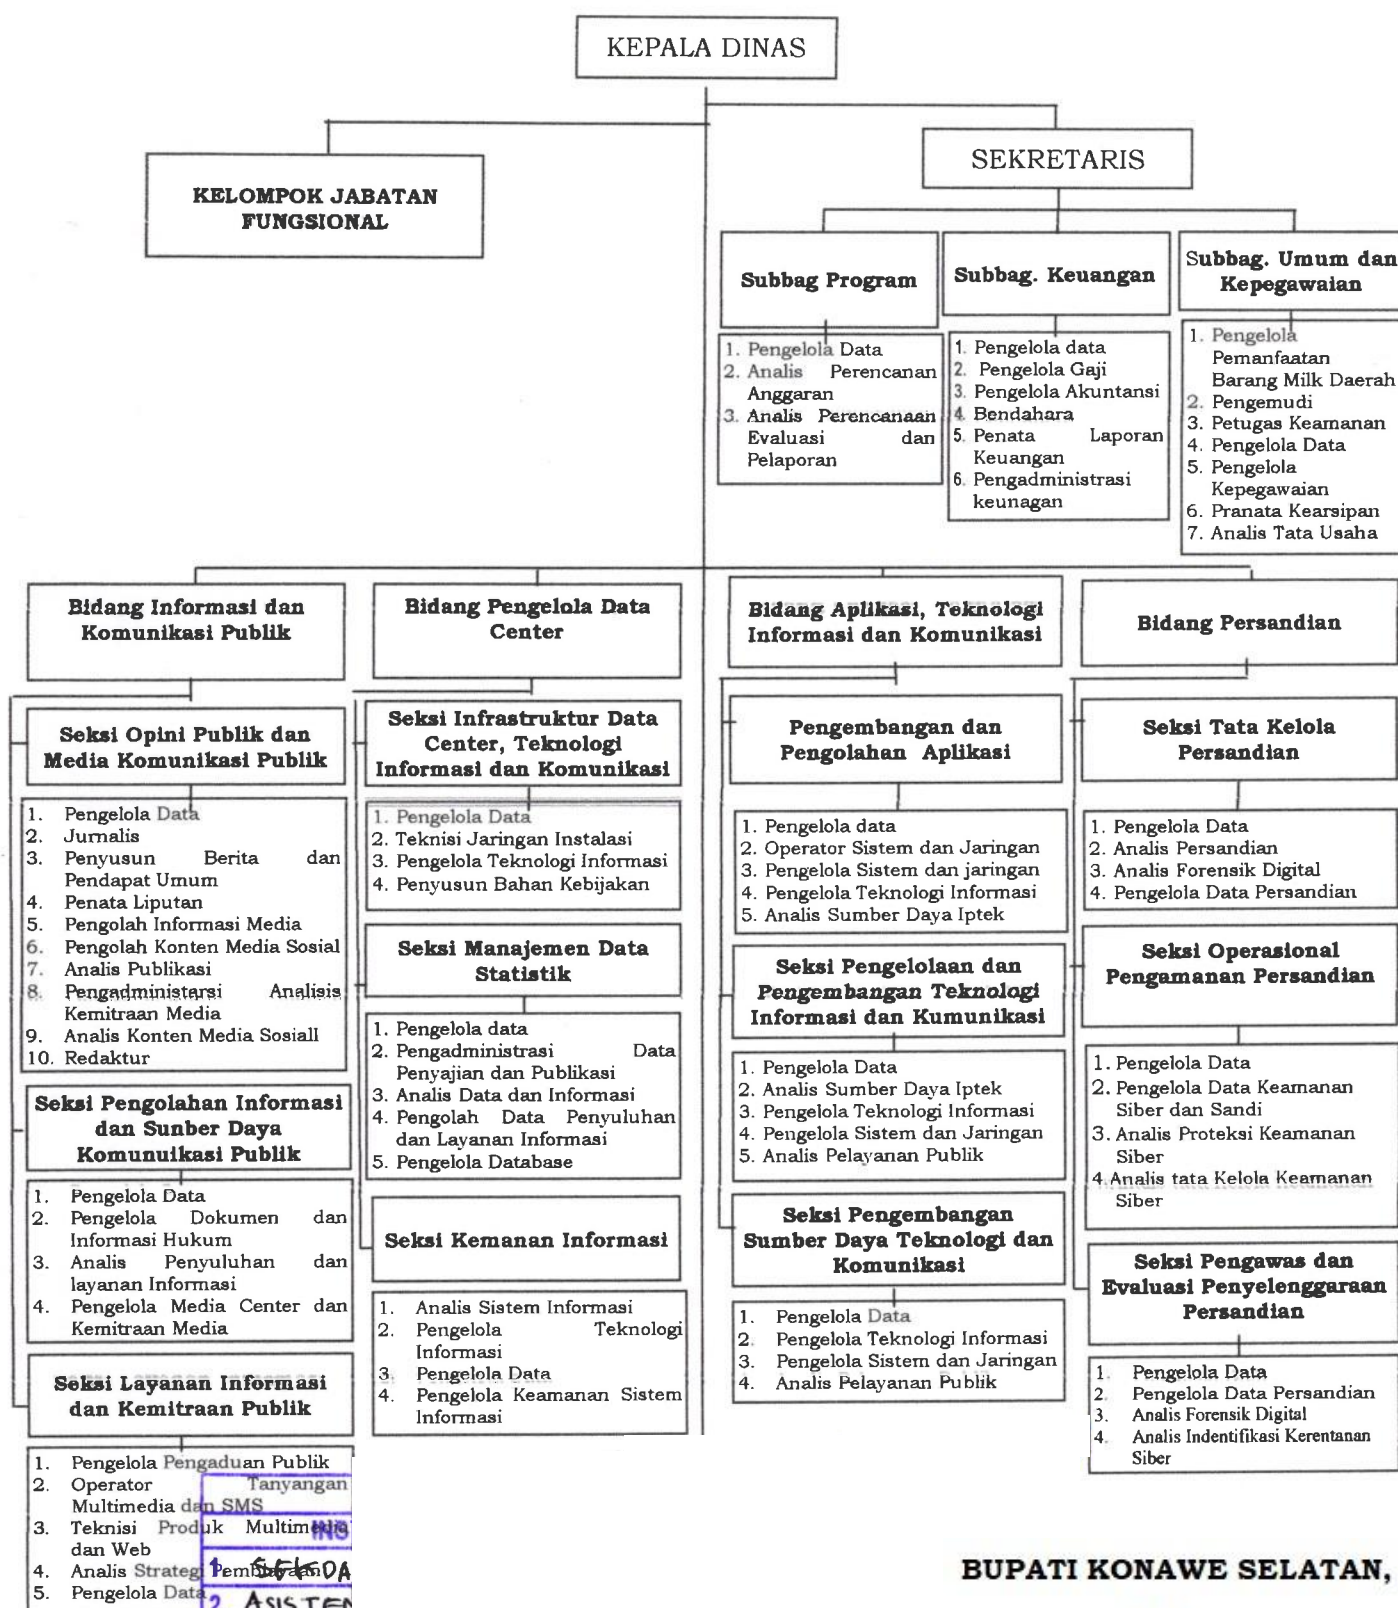 KEPALA DINAS
SEKRETARIS
KELOMPOK JABATAN
FUNGSIONAL
Subbag Program
Subbag. Keuangan
Subbag. Umum dan
Kepegawaian
1. Pengelola Data
2. Analis Perencanan
Anggaran
3. Analis Perencanaan
Evaluasi dan
Pelaporan
1. Pengelola data
2. Pengelola Gaji
3. Pengelola Akuntansi
4. Bendahara
5. Penata Laporan
Keuangan
6. Pengadministrasi
keunagan
1. Pengelola
Pemanfaatan
Barang Milk Daerah
2. Pengemudi
3. Petugas Keamanan
4. Pengelola Data
5. Pengelola
Kepegawaian
6. Pranata Kearsipan
7. Analis Tata Usaha
Bidang Informasi dan
Komunikasi Publik
Seksi Opini Publik dan
Media Komunikasi Publik
1. Pengelola Data
2. Jurnalis
3. Penyusun Berita dan
Pendapat Umum
4. Penata Liputan
5. Pengolah Informasi Media
6. Pengolah Konten Media Sosial
7. Analis Publikasi
8. Pengadministarsi Analisis
Kemitraan Media
9. Analis Konten Media Sosiall
10. Redaktur
Seksi Pengolahan Informasi
dan Sunber Daya
Komunuikasi Publik
1. Pengelola Data
2. Pengelola Dokumen dan
Informasi Hukum
3. Analis Penyuluhan dan
layanan Informasi
4. Pengelola Media Center dan
Kemitraan Media
Seksi Layanan Informasi
dan Kemitraan Publik
1. Pengelola Pengaduan Publik
2. Operator Tanyangan
Multimedia dan SMS
3. Teknisi Produk Multimedia
dan Web
4. Analis Strategi
5. Pengelola Data
INS
1. SEKDA
2. ASISTEN
Bidang Pengelola Data
Center
Seksi Infrastruktur Data
Center, Teknologi
Informasi dan Komunikasi
1. Pengelola Data
2. Teknisi Jaringan Instalasi
3. Pengelola Teknologi Informasi
4. Penyusun Bahan Kebijakan
Seksi Manajemen Data
Statistik
1. Pengelola data
2. Pengadministrasi Data
Penyajian dan Publikasi
3. Analis Data dan Informasi
4. Pengolah Data Penyuluhan
dan Layanan Informasi
5. Pengelola Database
Seksi Kemanan Informasi
1. Analis Sistem Informasi
2. Pengelola Teknologi
Informasi
3. Pengelola Data
4. Pengelola Keamanan Sistem
Informasi
Bidang Aplikasi, Teknologi
Informasi dan Komunikasi
Pengembangan dan
Pengolahan Aplikasi
1. Pengelola data
2. Operator Sistem dan Jaringan
3. Pengelola Sistem dan jaringan
4. Pengelola Teknologi Informasi
5. Analis Sumber Daya Iptek
Seksi Pengelolaan dan
Pengembangan Teknologi
Informasi dan Kumunikasi
1. Pengelola Data
2. Analis Sumber Daya Iptek
3. Pengelola Teknologi Informasi
4. Pengelola Sistem dan Jaringan
5. Analis Pelayanan Publik
Seksi Pengembangan
Sumber Daya Teknologi dan
Komunikasi
1. Pengelola Data
2. Pengelola Teknologi Informasi
3. Pengelola Sistem dan Jaringan
4. Analis Pelayanan Publik
Bidang Persandian
Seksi Tata Kelola
Persandian
1. Pengelola Data
2. Analis Persandian
3. Analis Forensik Digital
4. Pengelola Data Persandian
Seksi Operasional
Pengamanan Persandian
1. Pengelola Data
2. Pengelola Data Keamanan
Siber dan Sandi
3. Analis Proteksi Keamanan
Siber
4. Analis tata Kelola Keamanan
Siber
Seksi Pengawas dan
Evaluasi Penyelenggaraan
Persandian
1. Pengelola Data
2. Pengelola Data Persandian
3. Analis Forensik Digital
4. Analis Indentifikasi Kerentanan
Siber
BUPATI KONAWE SELATAN,